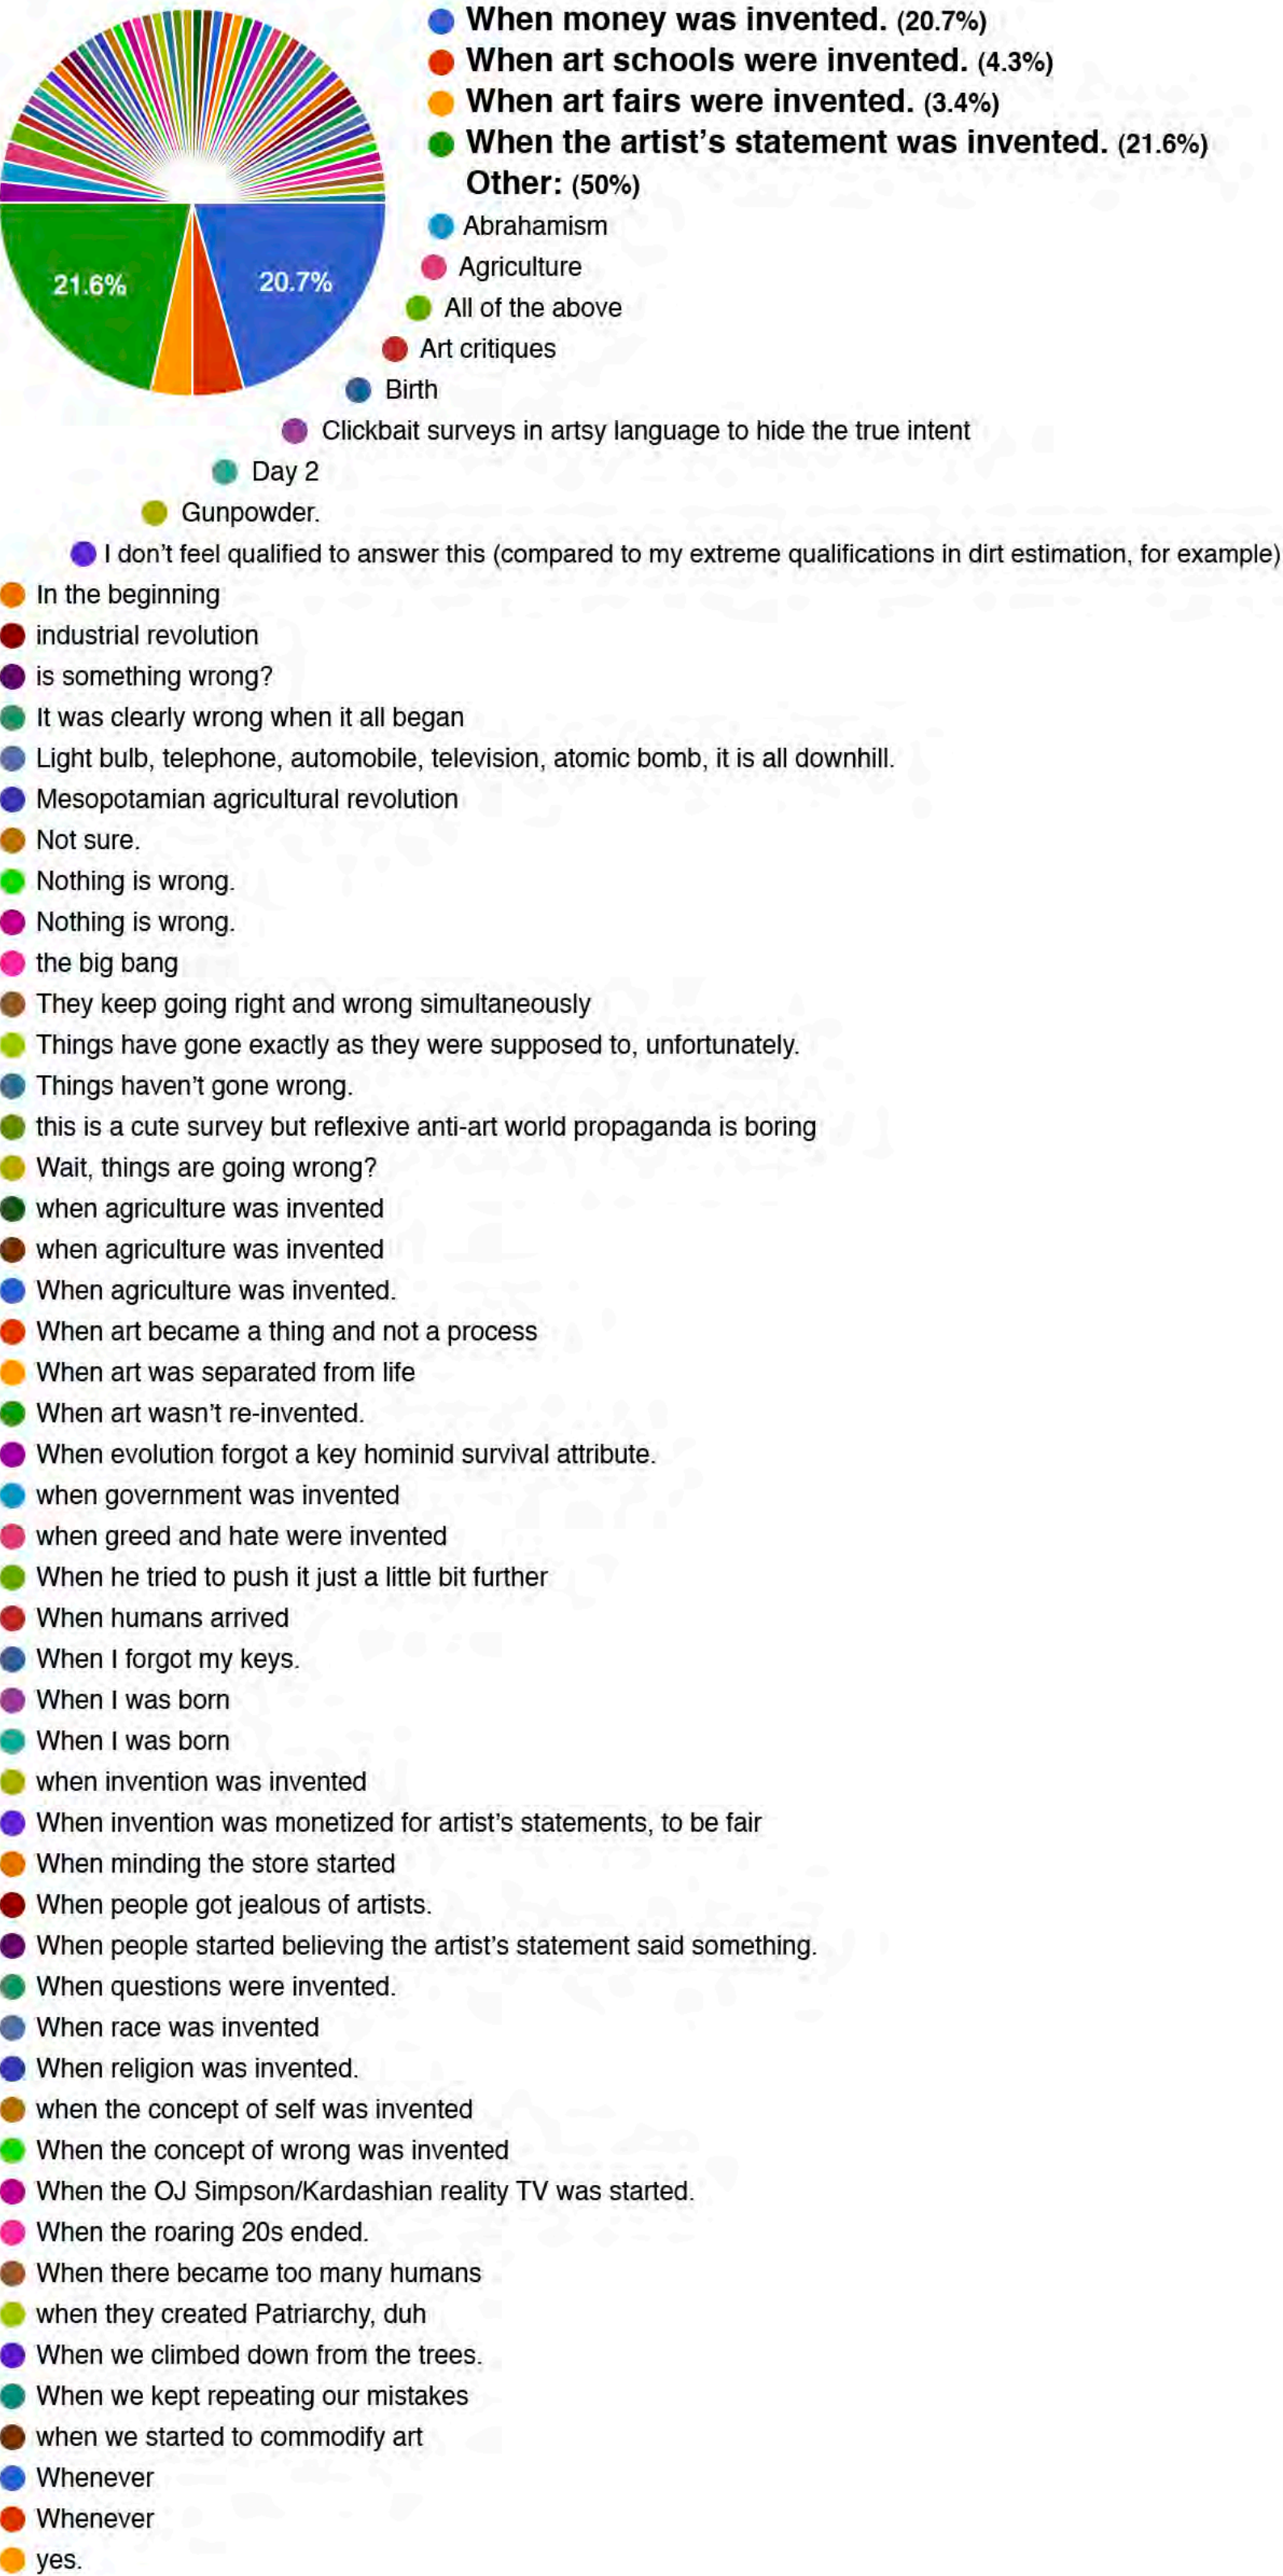 When money was invented. (20.7%)
When art schools were invented. (4.3%)
When art fairs were invented. (3.4%)
When the artist’s statement was invented. (21.6%)
Other: (50%)
21.6%
20.7%
Abrahamism
Agriculture
All of the above
Art critiques
Birth
Clickbait surveys in artsy language to hide the true intent
Day 2
Gunpowder.
I don’t feel qualified to answer this (compared to my extreme qualifications in dirt estimation, for example)
In the beginning
industrial revolution
is something wrong?
It was clearly wrong when it all began
Light bulb, telephone, automobile, television, atomic bomb, it is all downhill.
Mesopotamian agricultural revolution
Not sure.
Nothing is wrong.
Nothing is wrong.
the big bang
They keep going right and wrong simultaneously
Things have gone exactly as they were supposed to, unfortunately.
Things haven’t gone wrong.
this is a cute survey but reflexive anti-art world propaganda is boring
Wait, things are going wrong?
when agriculture was invented
when agriculture was invented
When agriculture was invented.
When art became a thing and not a process
When art was separated from life
When art wasn’t re-invented.
When evolution forgot a key hominid survival attribute.
when government was invented
when greed and hate were invented
When he tried to push it just a little bit further
When humans arrived
When I forgot my keys.
When I was born
When I was born
when invention was invented
When invention was monetized for artist’s statements, to be fair
When minding the store started
When people got jealous of artists.
When people started believing the artist’s statement said something.
When questions were invented.
When race was invented
When religion was invented.
when the concept of self was invented
When the concept of wrong was invented
When the OJ Simpson/Kardashian reality TV was started.
When the roaring 20s ended.
When there became too many humans
when they created Patriarchy, duh
When we climbed down from the trees.
When we kept repeating our mistakes
when we started to commodify art
Whenever
Whenever
yes.